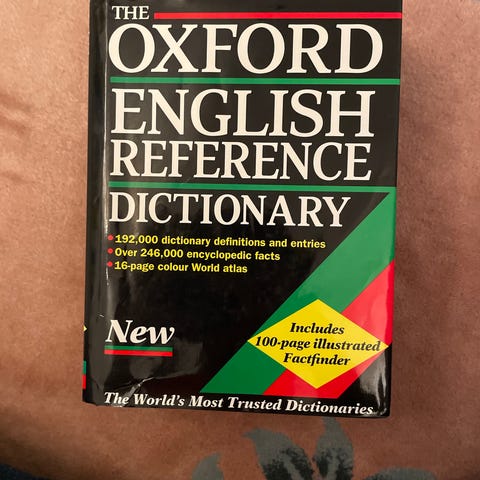 THE
OXFORD
ENGLISH
REFERENCE
DICTIONARY
192,000 dictionary definitions and entries
Over 246,000 encyclopedic facts
16-page colour World atlas
New
Includes
100-page illustrated
Factfinder
The World's Most Trusted Dictionaries